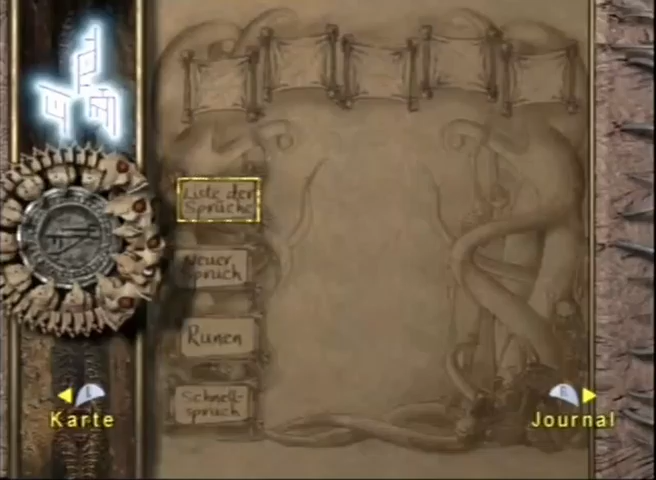 Liste der
Sprüche
Neuer
Spruch
Runen
Schnell-
spruch
L
Karte
R
Journal